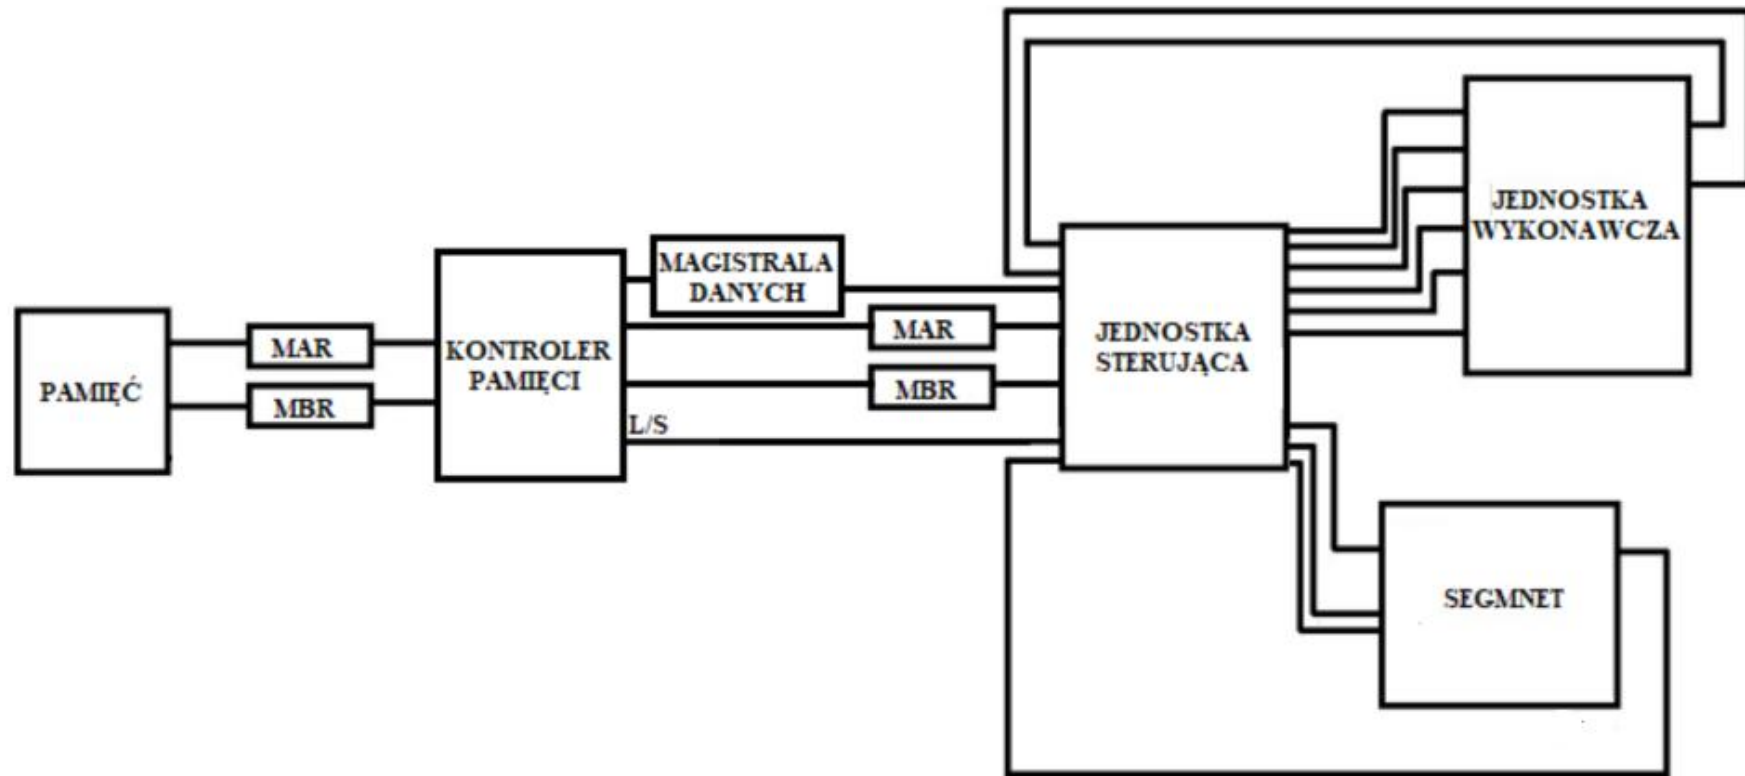 PAMIĘĆ
MAR
MBR
KONTROLER
PAMIĘCI
MAGISTRALA
DANYCH
MAR
MBR
L/S
JEDNOSTKA
STERUJĄCA
JEDNOSTKA
WYKONAWCZA
SEGMNET